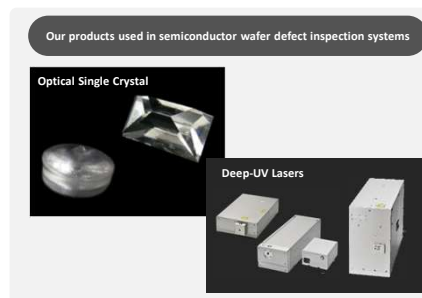 Our products used in semiconductor wafer defect inspection systems
Optical Single Crystal
Deep-UV Lasers